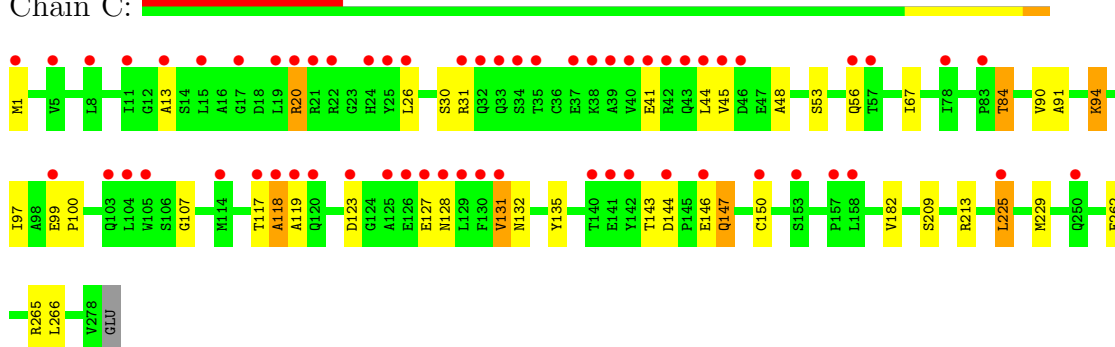 Chain C:
M1 V5 L8 I11 G12 A13 S14 L15 A16 G17 D18 L19 R20 R21 R22 G23 H24 Y25 L26 S30 R31 Q32 Q33 S34 T35 C36 E37 K38 A39 V40 E41 R42 Q43 L44 V45 D46 E47 A48 S53 Q56 T57 I67 I78 P83 T84 V90 A91 K94
I97 A98 E99 P100 Q103 L104 W105 S106 G107 M114 T117 A118 A119 Q120 D123 G124 A125 E126 E127 N128 L129 F130 V131 N132 Y135 T140 E141 Y142 T143 D144 P145 E146 Q147 C150 S153 P157 L158 V182 S209 R213 L225 M229 Q250
R265 L266 V278 GLU